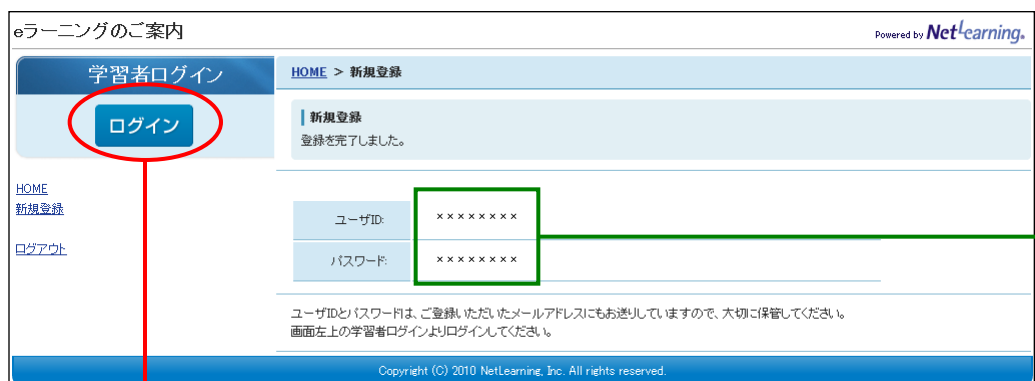 eラーニングのご案内
Powered by NetLearning.
学習者ログイン
ログイン
HOME
新規登録
ログアウト
HOME > 新規登録
新規登録
登録を完了しました。
ユーザID: ××××××××
パスワード: ××××××××
ユーザIDとパスワードは、ご登録いただいたメールアドレスにもお送りしていますので、大切に保管してください。
画面左上の学習者ログインよりログインしてください。
Copyright (C) 2010 NetLearning, Inc. All rights reserved.